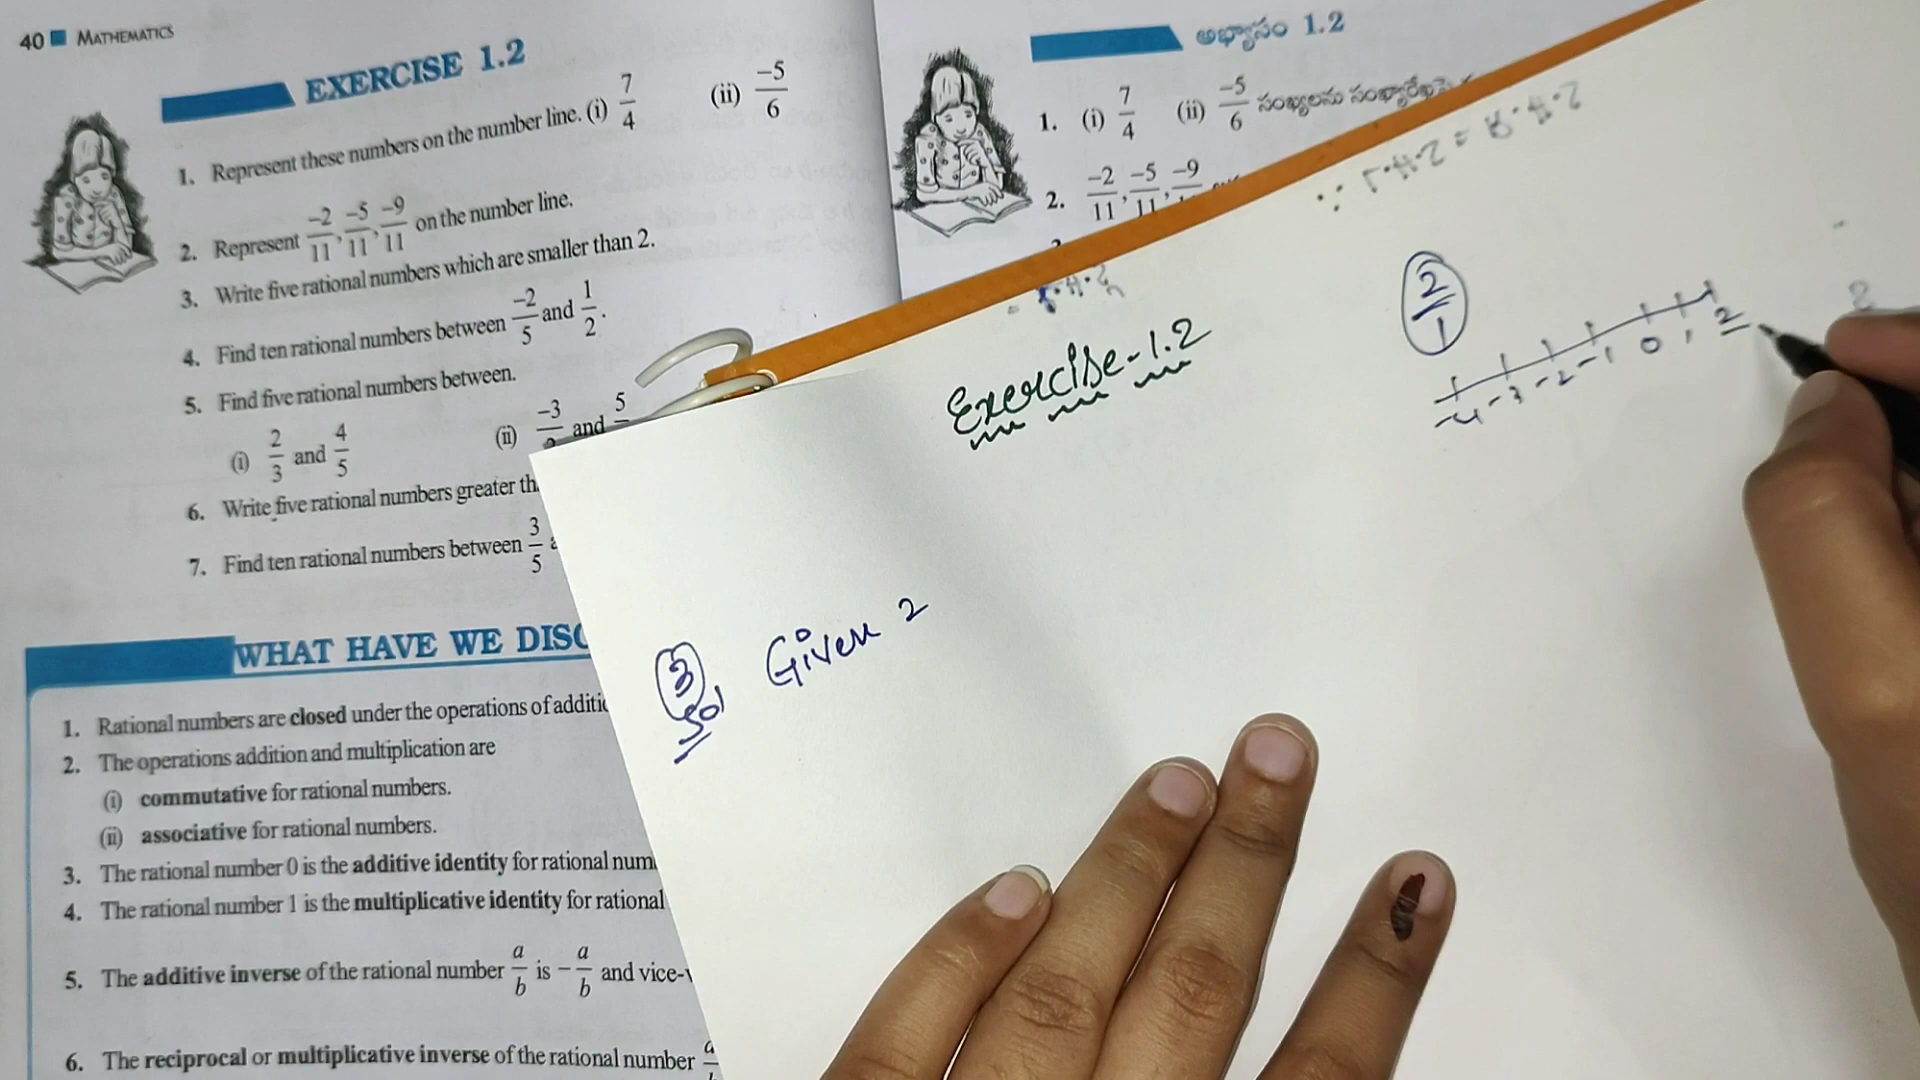 40 MATHEMATICS
EXERCISE 1.2
1. Represent these numbers on the number line. (i) 7/4 (ii) -5/6
2. Represent -2/11, -5/11, -9/11 on the number line.
3. Write five rational numbers which are smaller than 2.
4. Find ten rational numbers between -2/5 and 1/2.
5. Find five rational numbers between.
(i) 2/3 and 4/5 (ii) -3/ and 5/
6. Write five rational numbers greater th
7. Find ten rational numbers between 3/5
WHAT HAVE WE DISC
1. Rational numbers are closed under the operations of additi
2. The operations addition and multiplication are
(i) commutative for rational numbers.
(ii) associative for rational numbers.
3. The rational number 0 is the additive identity for rational num
4. The rational number 1 is the multiplicative identity for rational
5. The additive inverse of the rational number a/b is -a/b and vice-
6. The reciprocal or multiplicative inverse of the rational number a/
అభ్యాసం 1.2
1. (i) 7/4 (ii) -5/6 సంఖ్యలను సంఖ్యారేఖపై
2. -2/11, -5/11, -9/
Exercise-1.2
2/1
-4 -3 -2 -1 0 1 2
3 Given 2
Sol